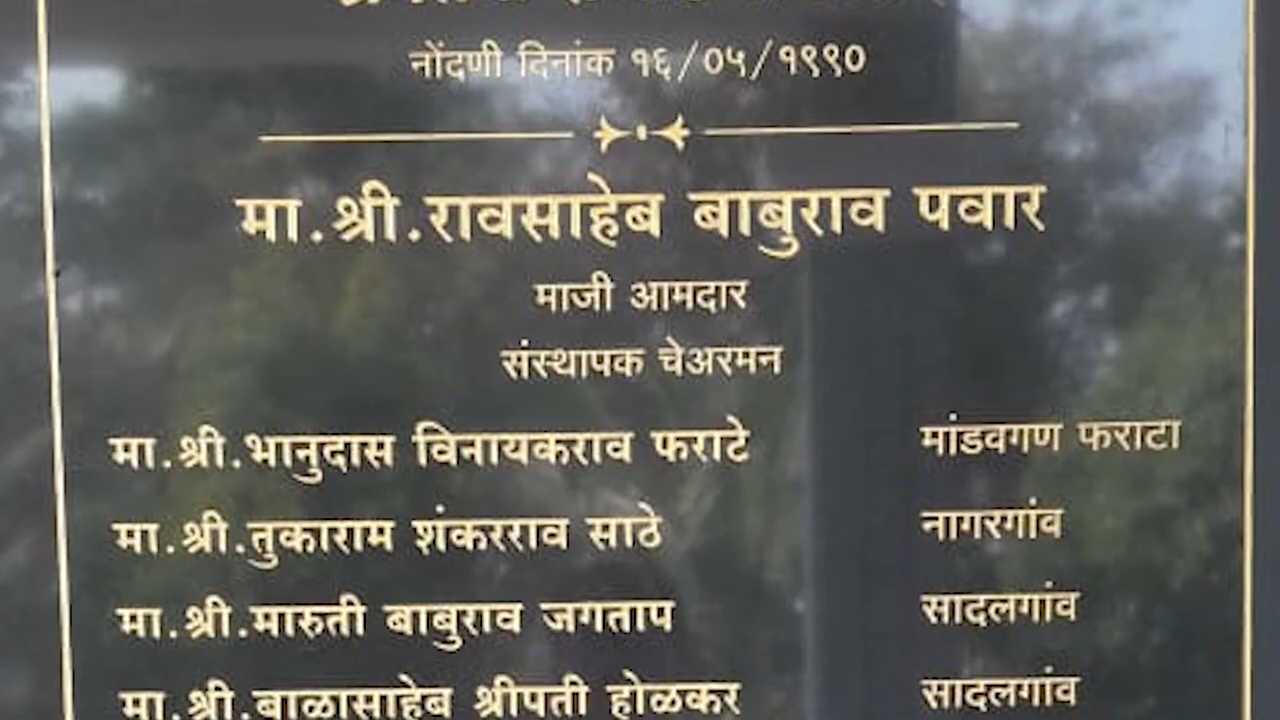 नोंदणी दिनांक १६/०५/१९९०
मा.श्री.रावसाहेब बाबुराव पवार
माजी आमदार
संस्थापक चेअरमन
मा.श्री.भानुदास विनायकराव फराटे मांडवगण फराटा
मा.श्री.तुकाराम शंकरराव साठे नागरगांव
मा.श्री.मारुती बाबुराव जगताप सादलगांव
मा.श्री.बाळासाहेब श्रीपती होळकर सादलगांव